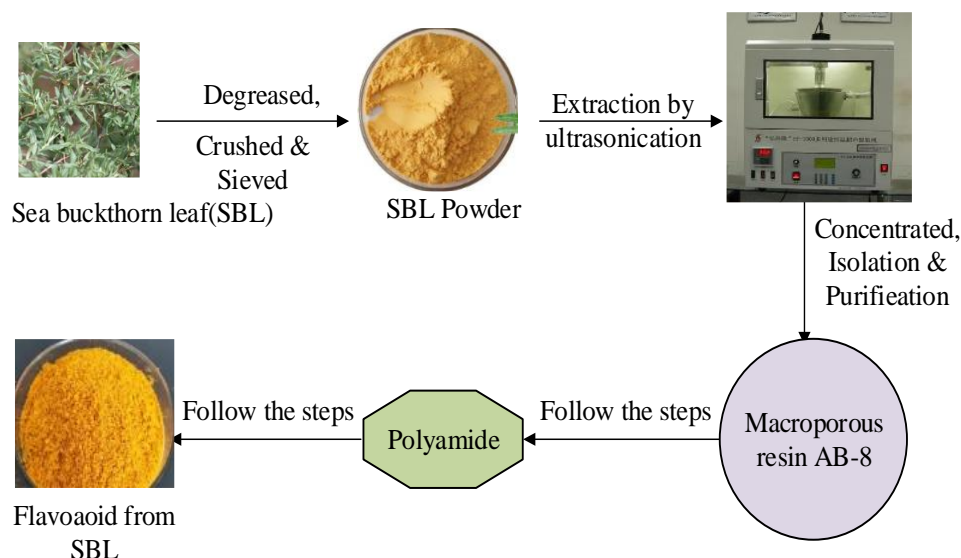 Degreased,
Crushed &
Sieved
Sea buckthorn leaf(SBL)
SBL Powder
Extraction by
ultrasonication
Concentrated,
Isolation &
Purifieation
Macroporous
resin AB-8
Follow the steps
Polyamide
Follow the steps
Flavoaoid from
SBL